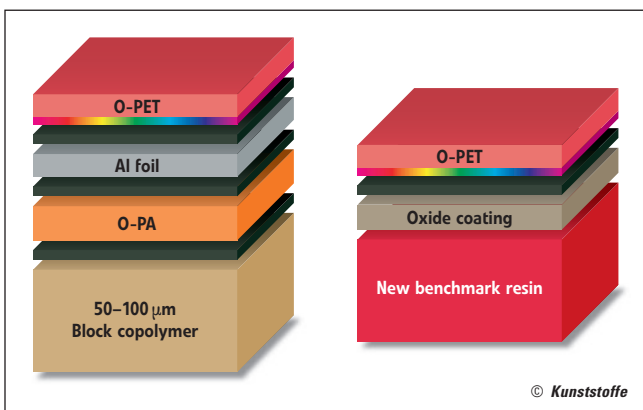 O-PET
Al foil
O-PA
50–100 µm
Block copolymer
O-PET
Oxide coating
New benchmark resin
© Kunststoffe